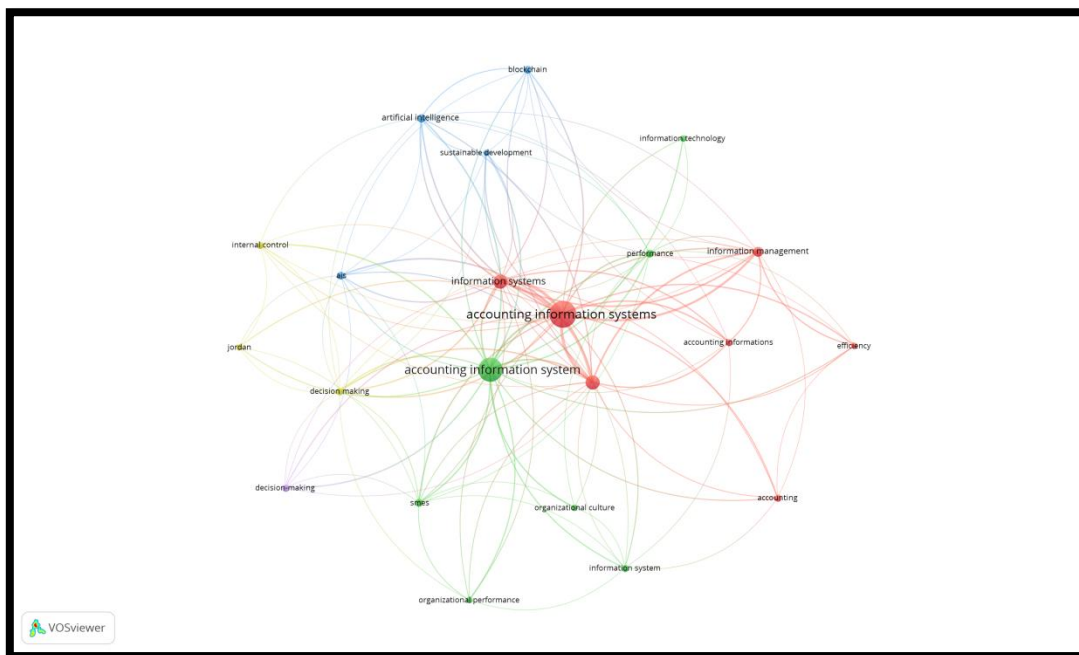 blockchain
artificial intelligence
information technology
sustainable development
internal control
performance
information management
ais
information systems
accounting information systems
accounting informations
efficiency
jordan
accounting information system
decision making
decision-making
smes
accounting
organizational culture
information system
organizational performance
VOSviewer